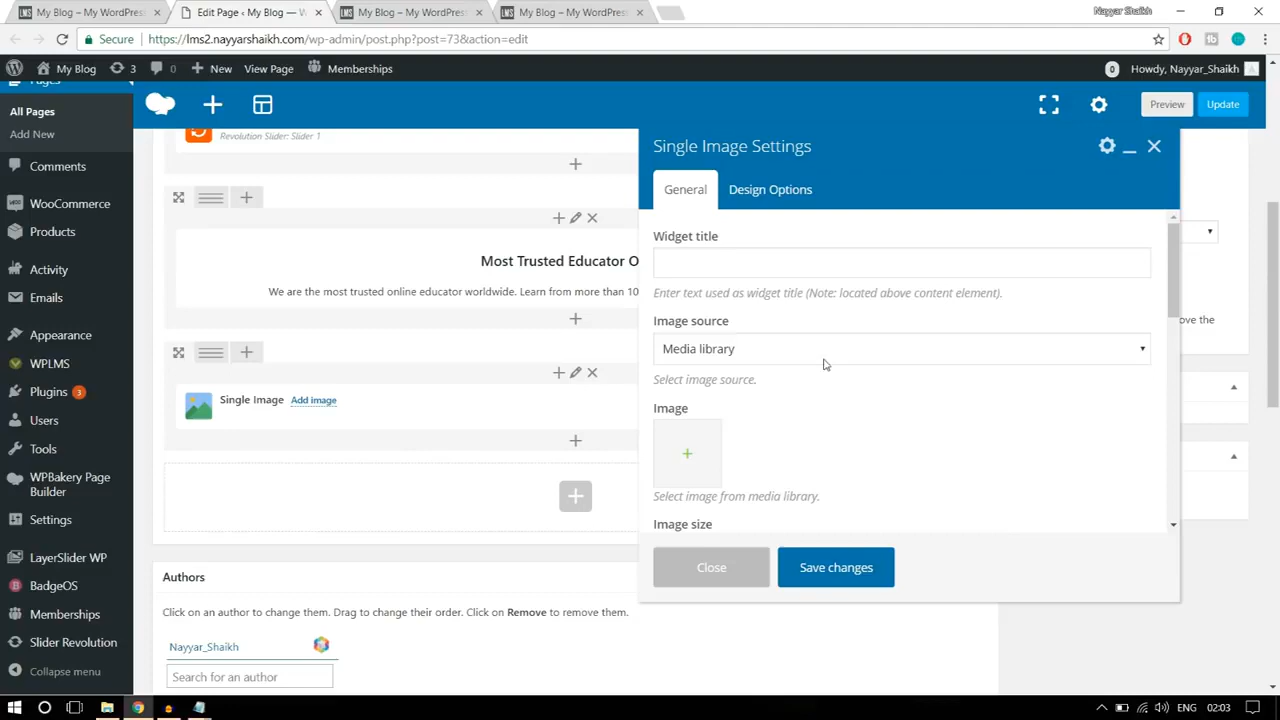 My Blog – My WordPress
Edit Page ‹ My Blog —
My Blog – My WordPress
My Blog – My WordPress
Nayyar Shaikh
Secure
https://lms2.nayyarshaikh.com/wp-admin/post.php?post=73&action=edit
My Blog
3
0
New
View Page
Memberships
0
Howdy, Nayyar_Shaikh
Pages
All Pages
Add New
Comments
WooCommerce
Products
Activity
Emails
Appearance
WPLMS
Plugins 3
Users
Tools
WPBakery Page
Builder
Settings
LayerSlider WP
BadgeOS
Memberships
Slider Revolution
Collapse menu
Preview
Update
Revolution Slider: Slider 1
Most Trusted Educator O
We are the most trusted online educator worldwide. Learn from more than 10
Single Image Add image
Single Image Settings
General
Design Options
Widget title
Enter text used as widget title (Note: located above content element).
Image source
Media library
Select image source.
Image
Select image from media library.
Image size
Close
Save changes
ove the
Authors
Click on an author to change them. Drag to change their order. Click on Remove to remove them.
Nayyar_Shaikh
Search for an author
ENG
02:03